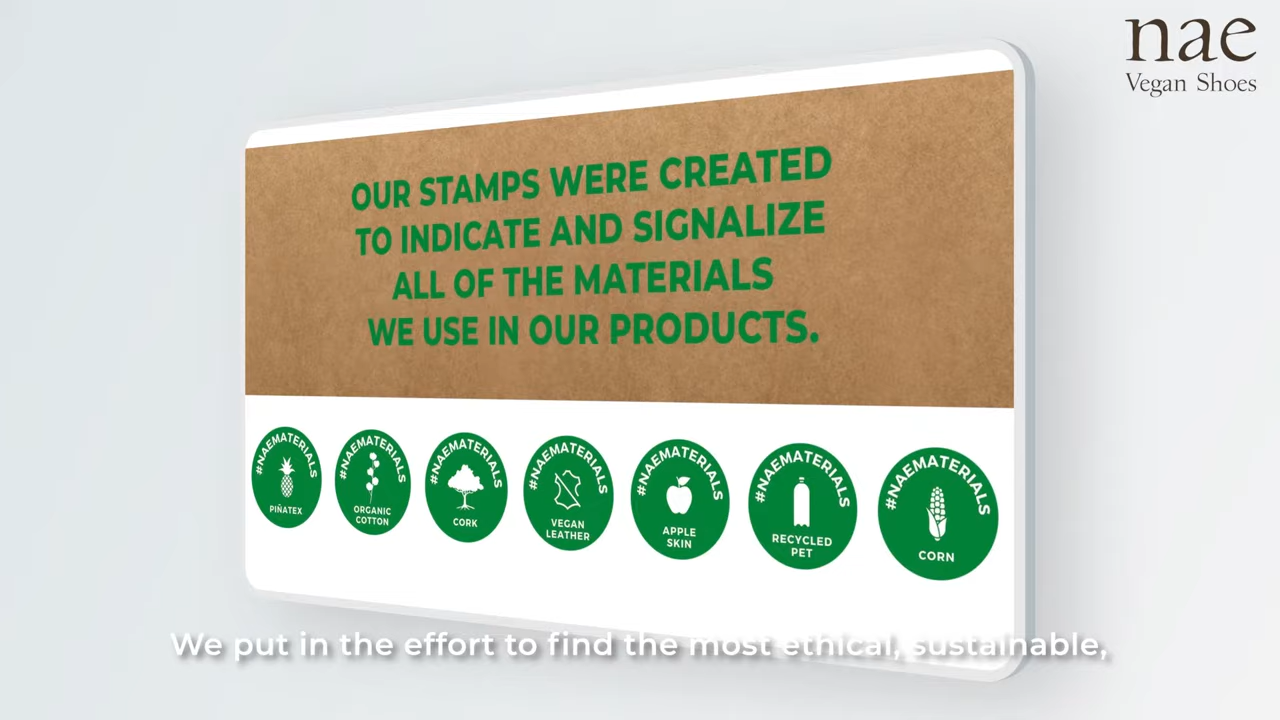 nae
Vegan Shoes
OUR STAMPS WERE CREATED
TO INDICATE AND SIGNALIZE
ALL OF THE MATERIALS
WE USE IN OUR PRODUCTS.
#NAEMATERIALS
PIÑATEX
#NAEMATERIALS
ORGANIC
COTTON
#NAEMATERIALS
CORK
#NAEMATERIALS
VEGAN
LEATHER
#NAEMATERIALS
APPLE
SKIN
#NAEMATERIALS
RECYCLED
PET
#NAEMATERIALS
CORN
We put in the effort to find the most ethical, sustainable,